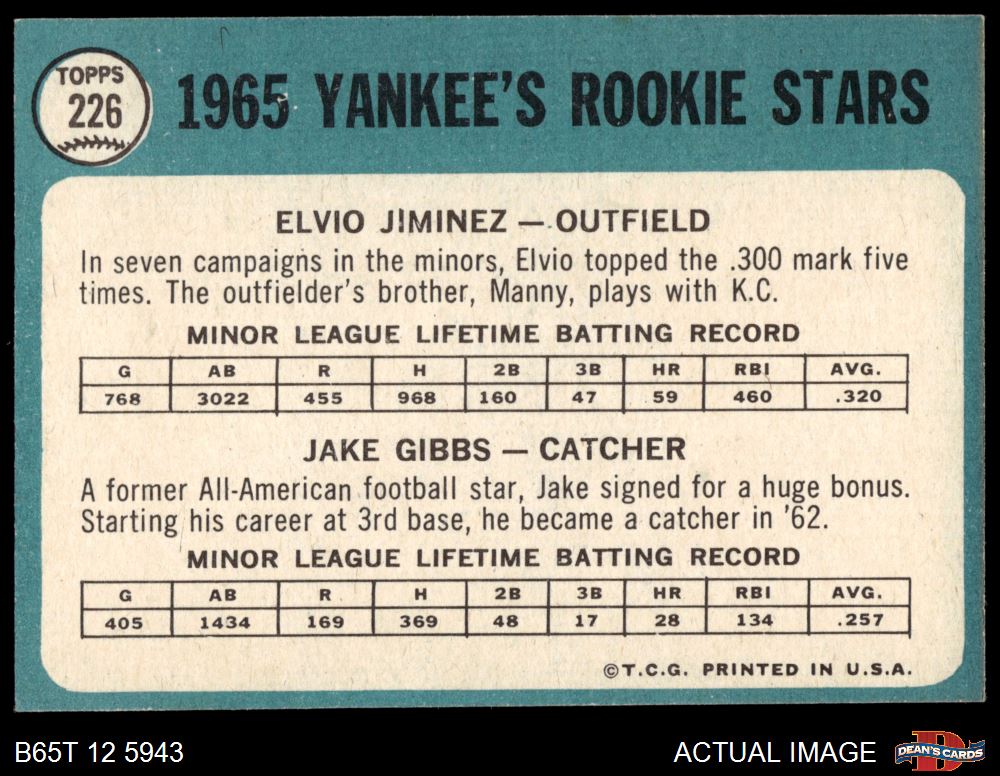 TOPPS
226
1965 YANKEE'S ROOKIE STARS
ELVIO JIMINEZ — OUTFIELD
In seven campaigns in the minors, Elvio topped the .300 mark five
times. The outfielder's brother, Manny, plays with K.C.
MINOR LEAGUE LIFETIME BATTING RECORD
G AB R H 2B 3B HR RBI AVG.
768 3022 455 968 160 47 59 460 .320
JAKE GIBBS — CATCHER
A former All-American football star, Jake signed for a huge bonus.
Starting his career at 3rd base, he became a catcher in '62.
MINOR LEAGUE LIFETIME BATTING RECORD
G AB R H 2B 3B HR RBI AVG.
405 1434 169 369 48 17 28 134 .257
©T.C.G. PRINTED IN U.S.A.
B65T 12 5943
ACTUAL IMAGE
DEAN'S CARDS